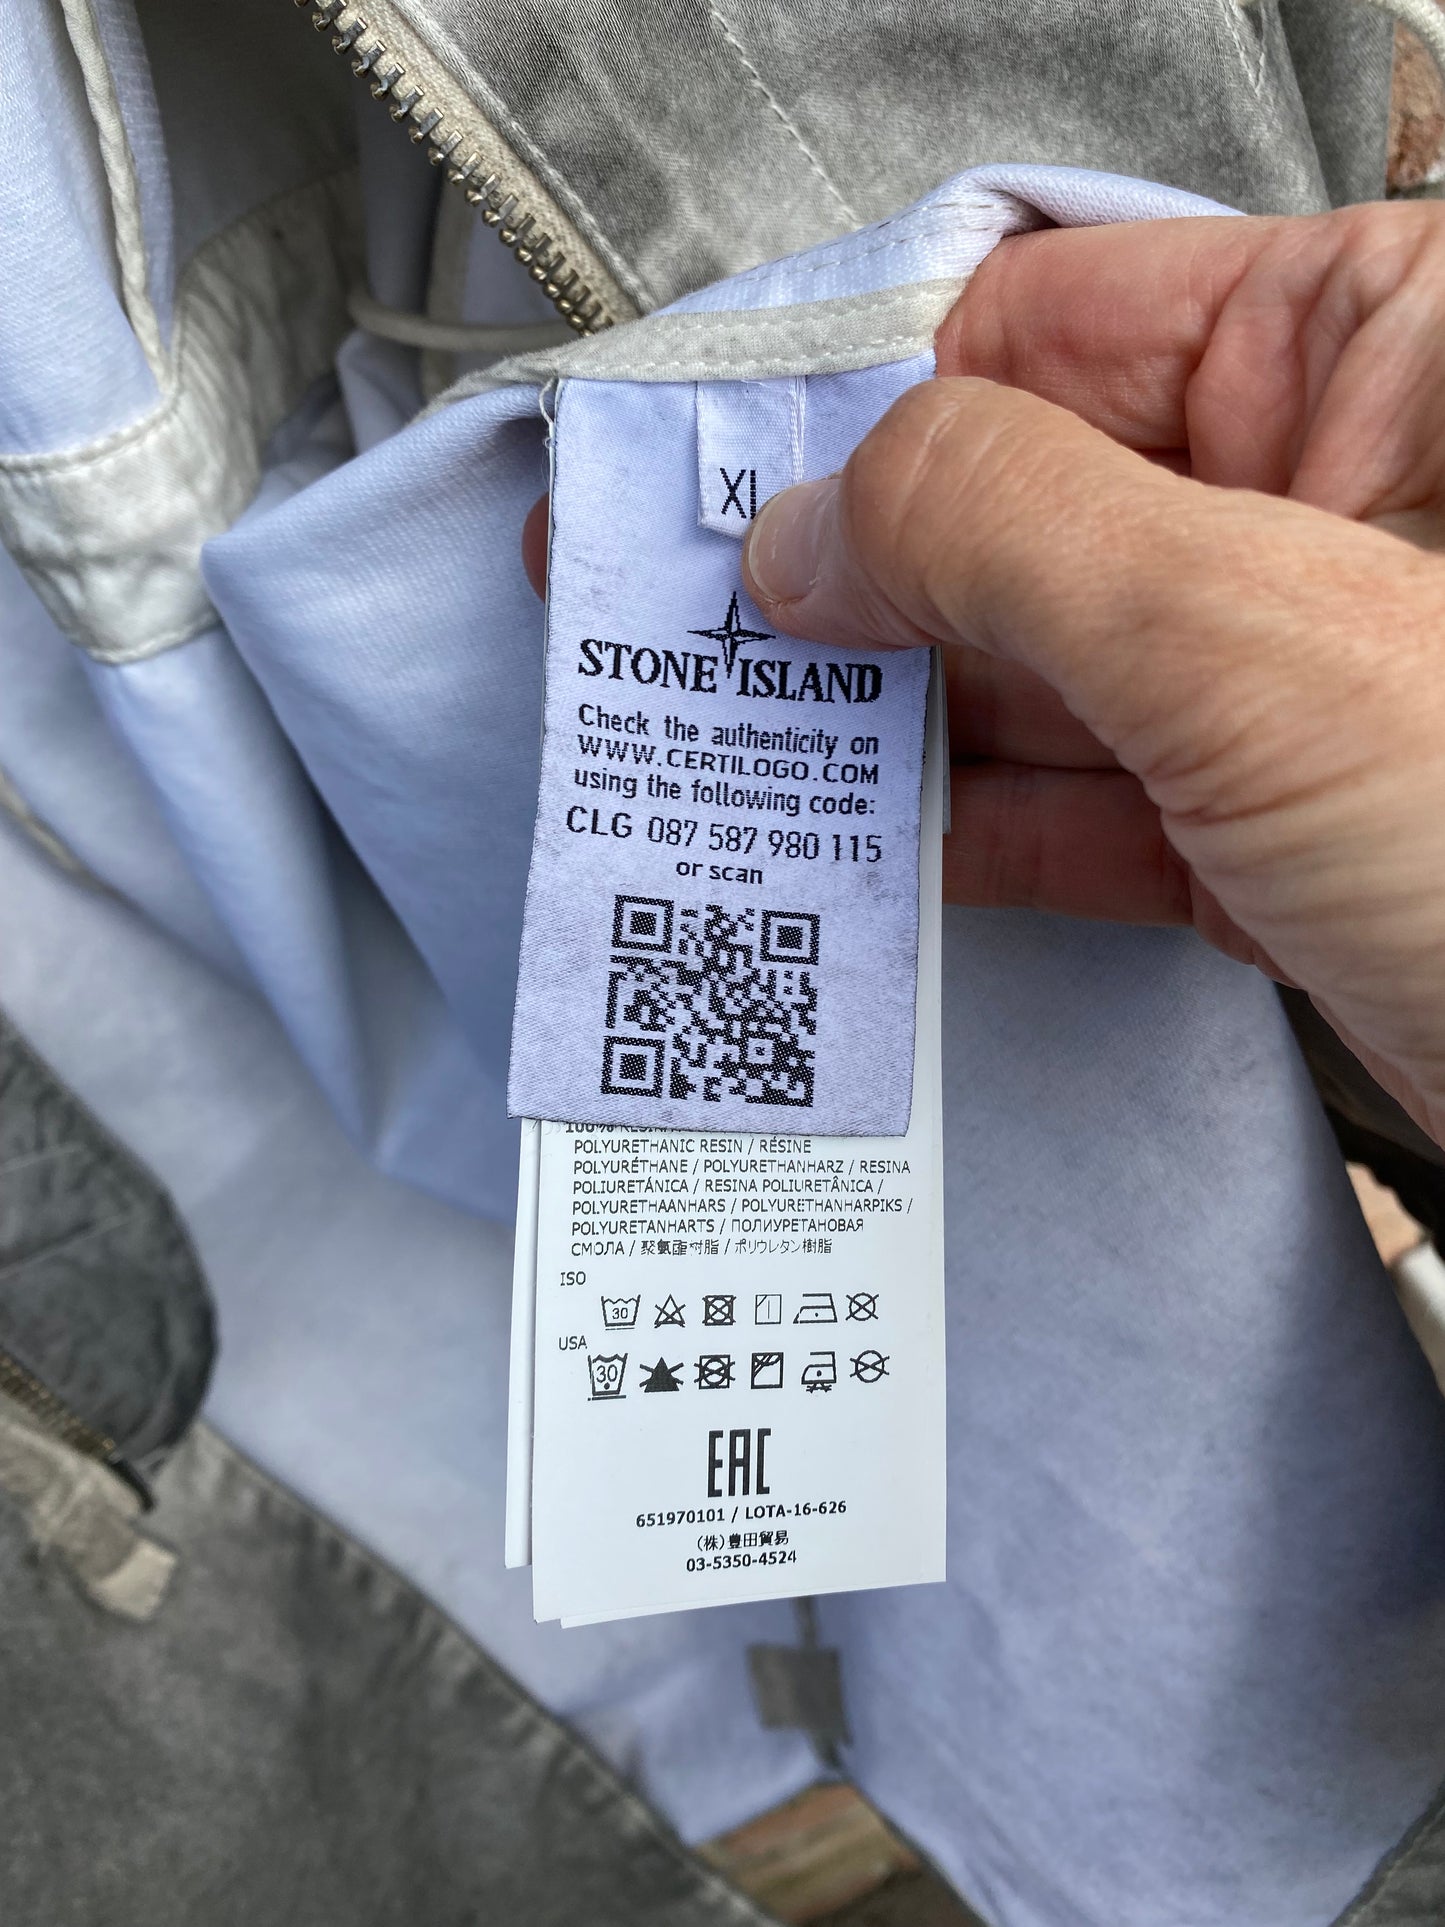 XL
STONE ISLAND
Check the authenticity on
WWW.CERTILOGO.COM
using the following code:
CLG 087 587 980 115
or scan
POLYURETHANIC RESIN / RÉSINE
POLYURÉTHANE / POLYURETHANHARZ / RESINA
POLIURETÁNICA / RESINA POLIURETÂNICA /
POLYURETHAANHARS / POLYURETHANHARPIKS /
POLYURETANHARTS / ПОЛИУРЕТАНОВАЯ
СМОЛА / 聚氨酯树脂 / ポリウレタン樹脂
ISO
30
USA
30
EAC
651970101 / LOTA-16-626
(株)豊田貿易
03-5350-4524